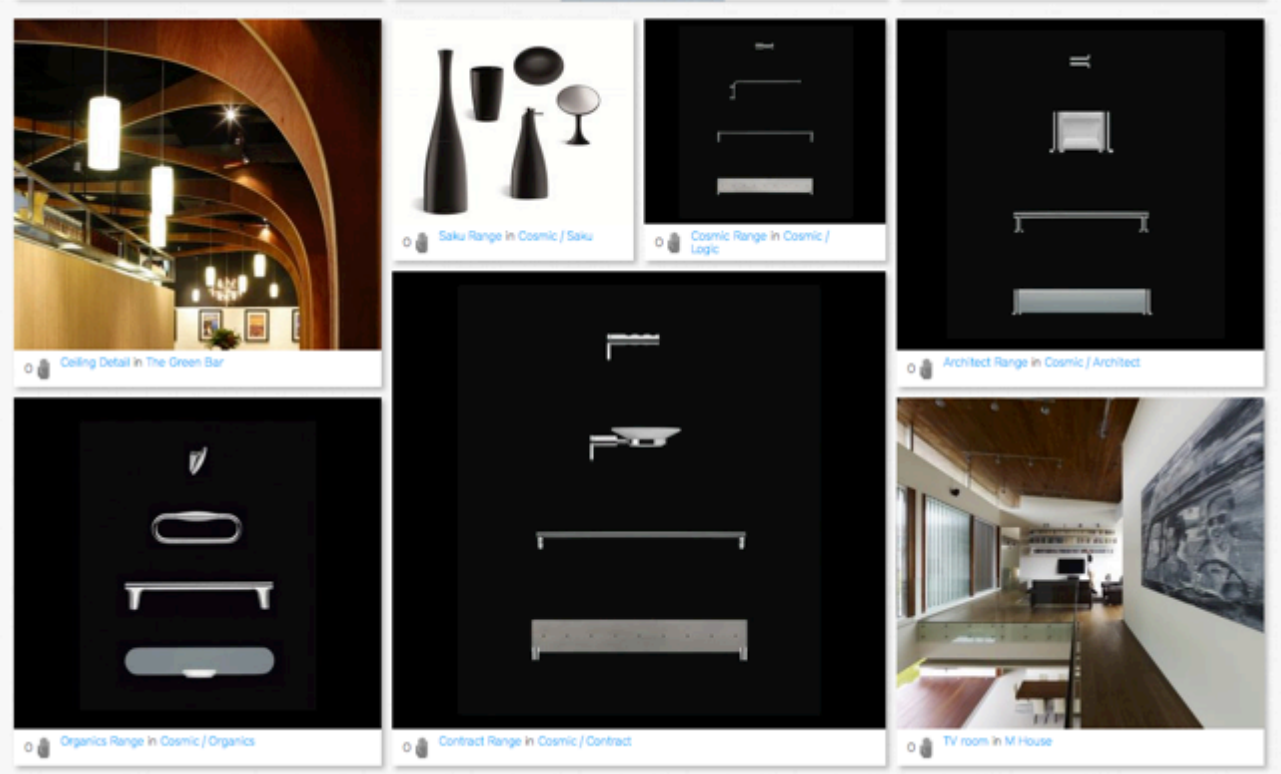 0 Saku Range in Cosmic / Saku
0 Cosmic Range in Cosmic /
Logic
0 Ceiling Detail in The Green Bar
0 Architect Range in Cosmic / Architect
0 Organics Range in Cosmic / Organics
0 Contract Range in Cosmic / Contract
0 TV room in M House